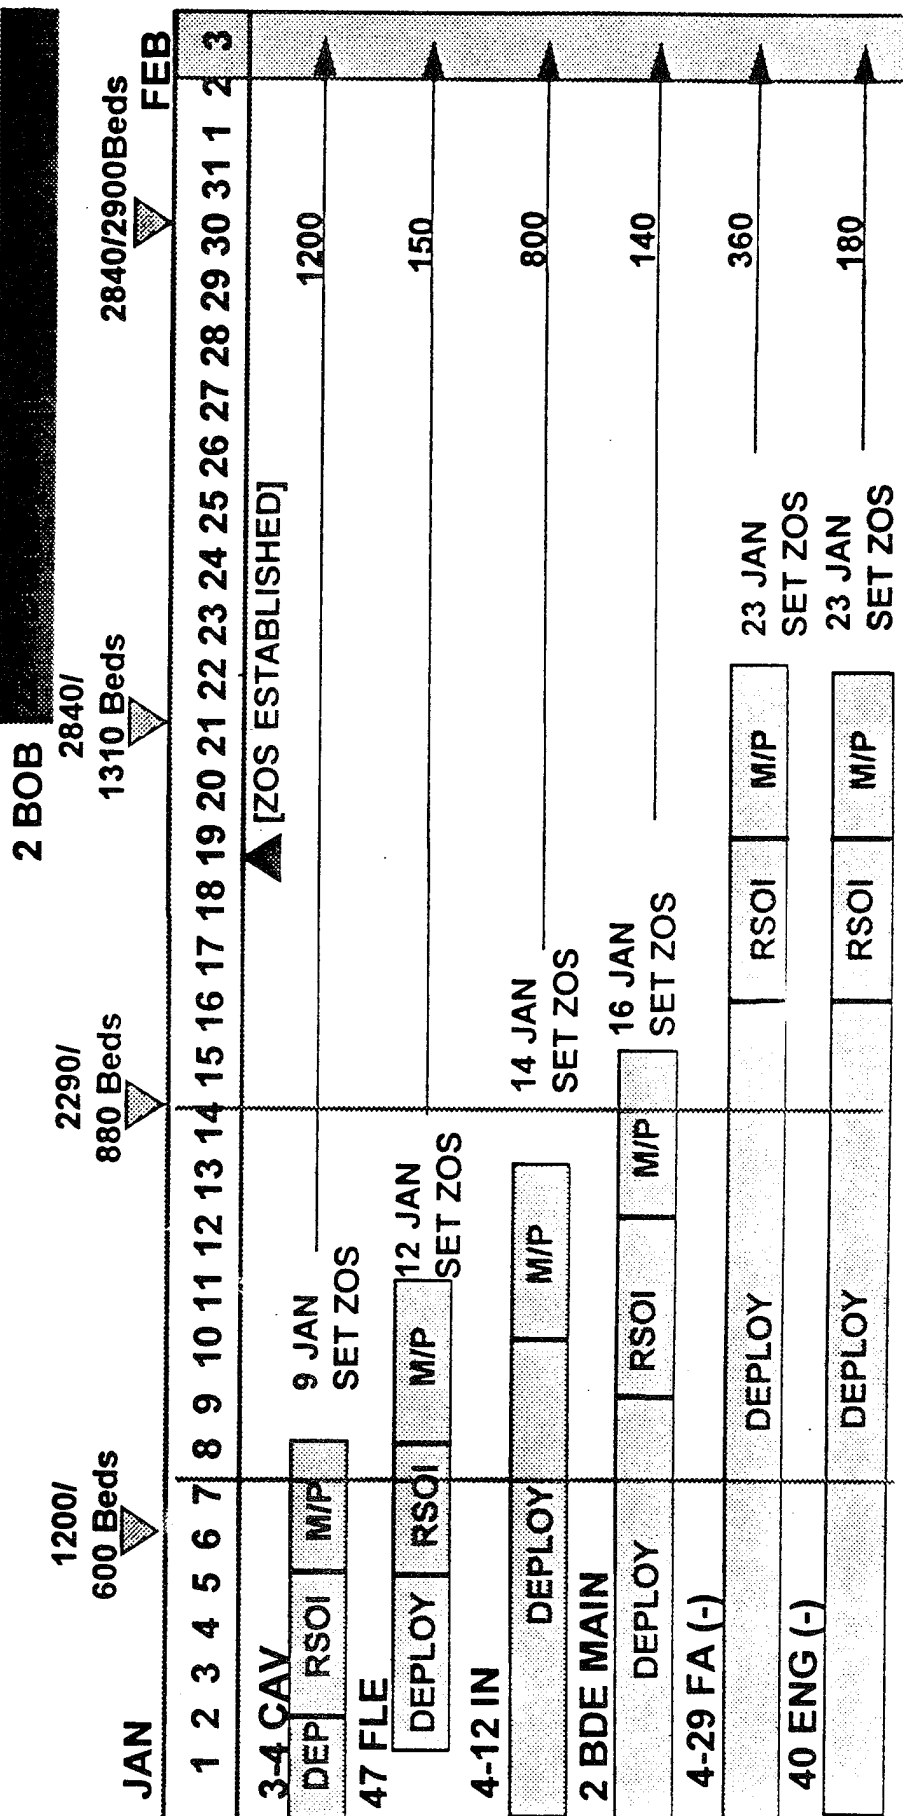 2 BOB
1200/
600 Beds
2290/
880 Beds
2840/
1310 Beds
2840/2900Beds
JAN
FEB
1 2 3 4 5 6 7 8 9 10 11 12 13 14 15 16 17 18 19 20 21 22 23 24 25 26 27 28 29 30 31 1 2 3
[ZOS ESTABLISHED]
3-4 CAV
DEP RSOI M/P
9 JAN
SET ZOS
1200
47 FLE
DEPLOY RSOI M/P
12 JAN
SET ZOS
150
4-12 IN
DEPLOY M/P
14 JAN
SET ZOS
800
2 BDE MAIN
DEPLOY RSOI M/P
16 JAN
SET ZOS
140
4-29 FA (-)
DEPLOY RSOI M/P
23 JAN
SET ZOS
360
40 ENG (-)
DEPLOY RSOI M/P
23 JAN
SET ZOS
180